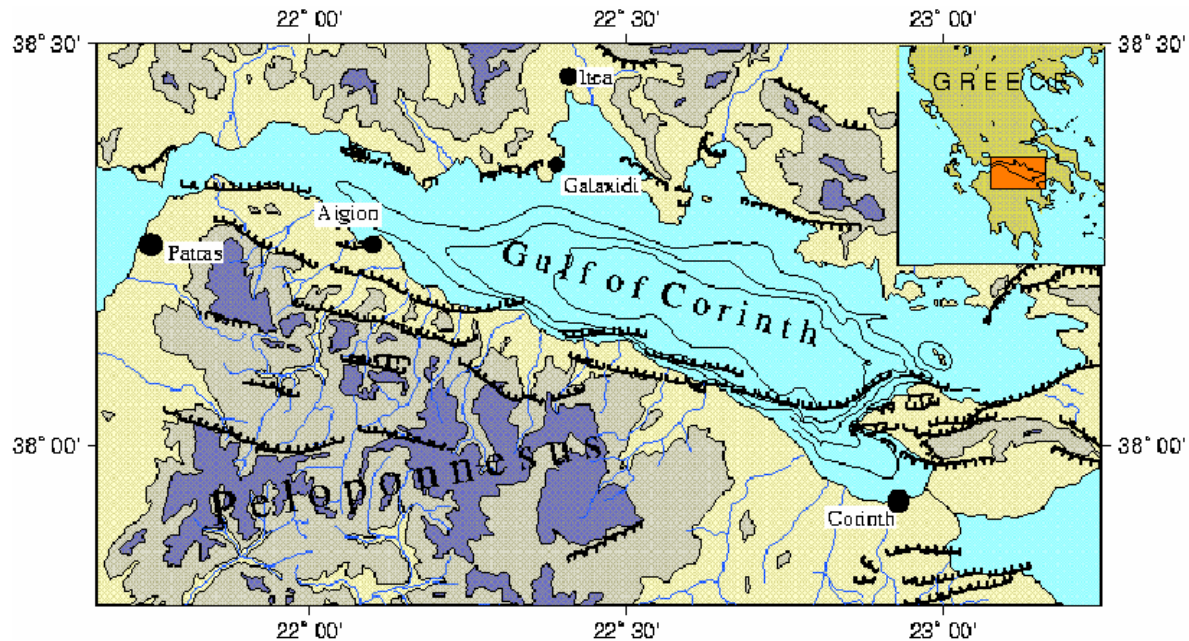 22° 00' 22° 30' 23° 00'
38° 30' 38° 30'
GREECE
Itea
Galaxidi
Aigion
Patras
Gulf of Corinth
38° 00' 38° 00'
Peloponnesus
Corinth
22° 00' 22° 30' 23° 00'